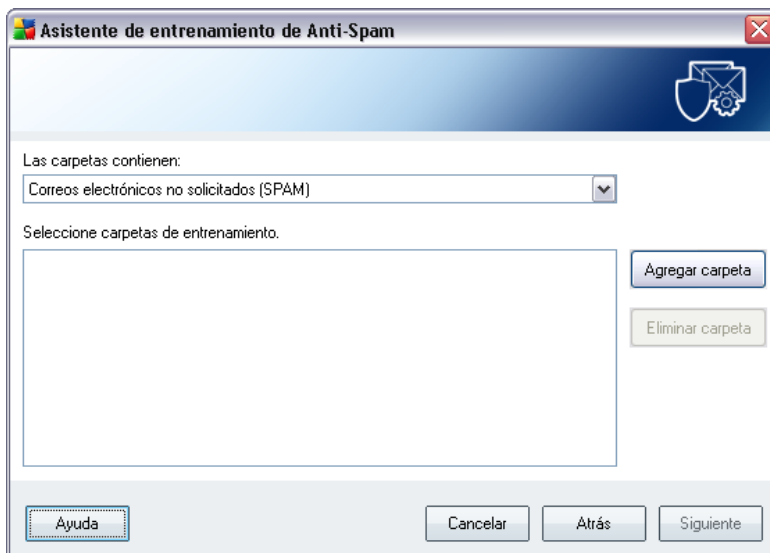 Asistente de entrenamiento de Anti-Spam
Las carpetas contienen:
Correos electrónicos no solicitados (SPAM)
Seleccione carpetas de entrenamiento.
Agregar carpeta
Eliminar carpeta
Ayuda
Cancelar
Atrás
Siguiente